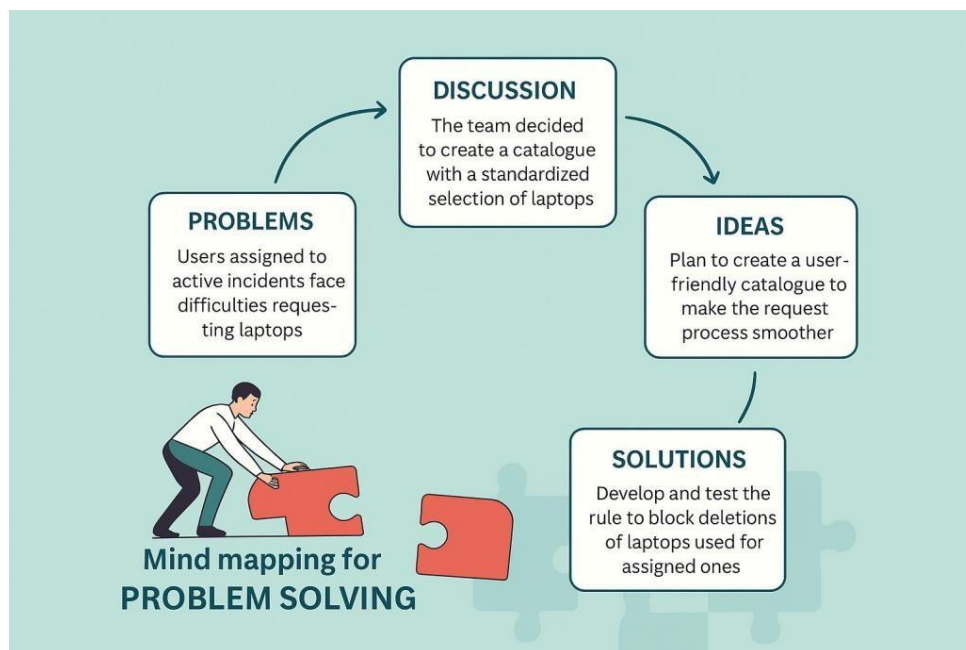 PROBLEMS
Users assigned to
active incidents face
difficulties reques-
ting laptops
DISCUSSION
The team decided
to create a catalogue
with a standardized
selection of laptops
IDEAS
Plan to create a user-
friendly catalogue to
make the request
process smoother
SOLUTIONS
Develop and test the
rule to block deletions
of laptops used for
assigned ones
Mind mapping for
PROBLEM SOLVING